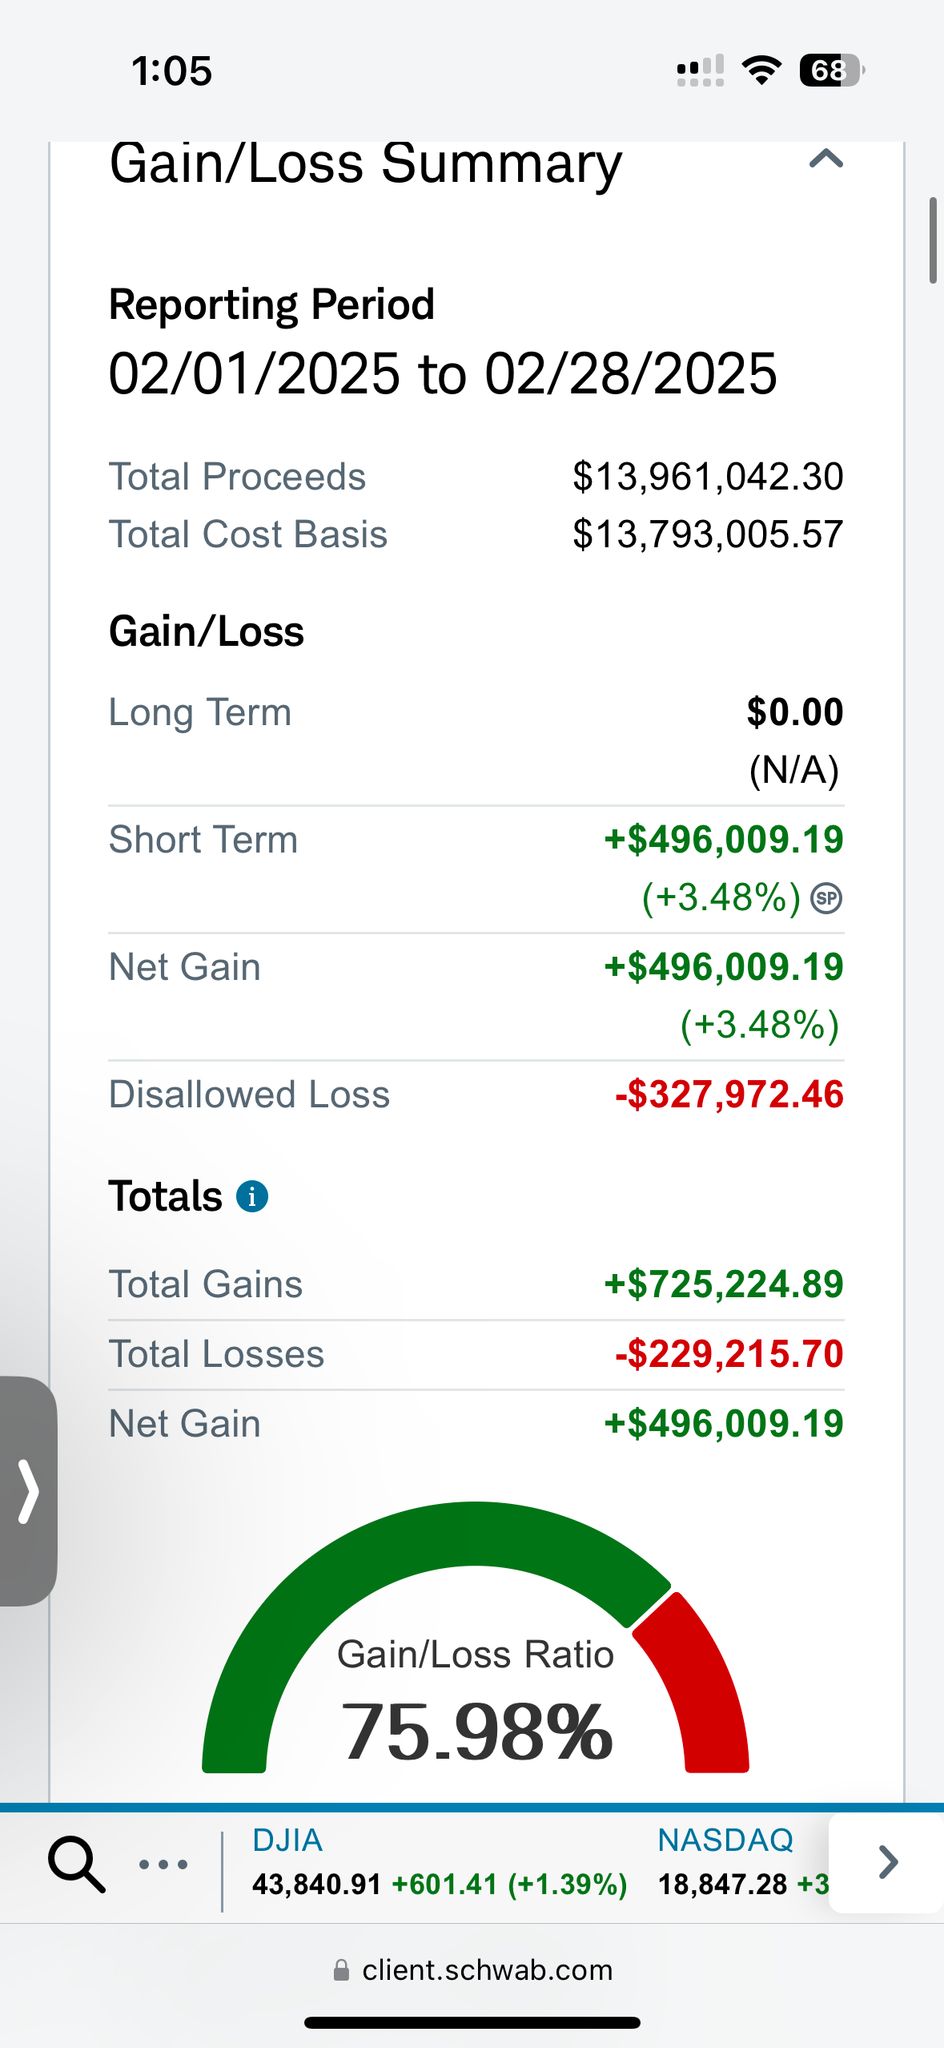 1:05
68
Gain/Loss Summary
Reporting Period
02/01/2025 to 02/28/2025
Total Proceeds $13,961,042.30
Total Cost Basis $13,793,005.57
Gain/Loss
Long Term $0.00
(N/A)
Short Term +$496,009.19
(+3.48%) SP
Net Gain +$496,009.19
(+3.48%)
Disallowed Loss -$327,972.46
Totals i
Total Gains +$725,224.89
Total Losses -$229,215.70
Net Gain +$496,009.19
Gain/Loss Ratio
75.98%
DJIA NASDAQ
43,840.91 +601.41 (+1.39%) 18,847.28 +3
client.schwab.com